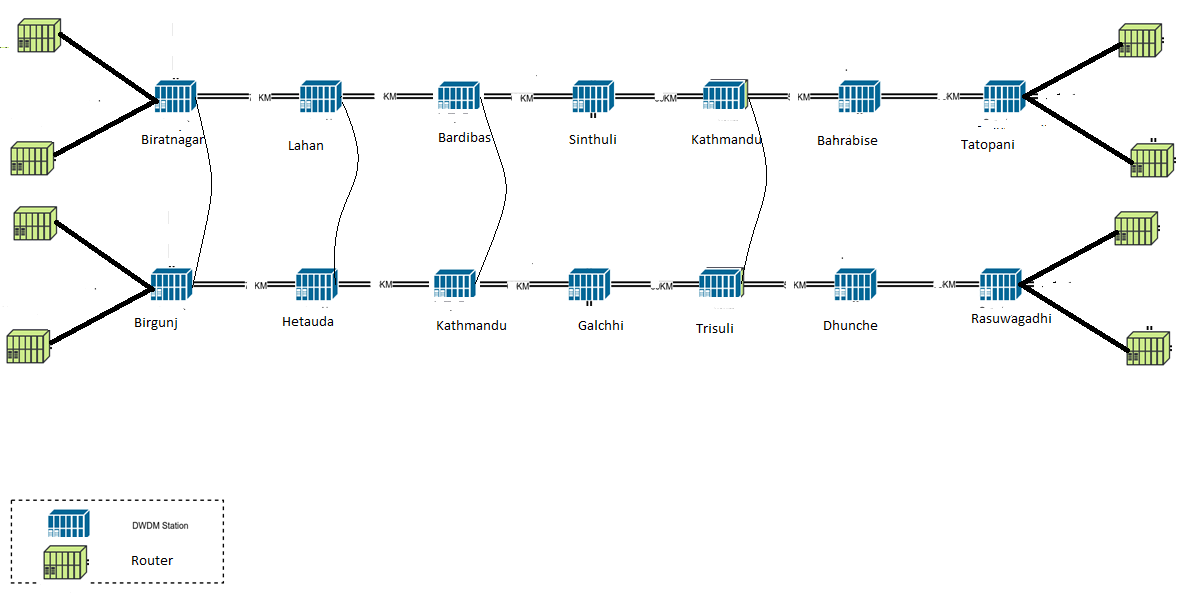 KM KM KM KM KM KM
Biratnagar Lahan Bardibas Sinthuli Kathmandu Bahrabise Tatopani
KM KM KM KM KM KM
Birgunj Hetauda Kathmandu Galchhi Trisuli Dhunche Rasuwagadhi
DWDM Station
Router